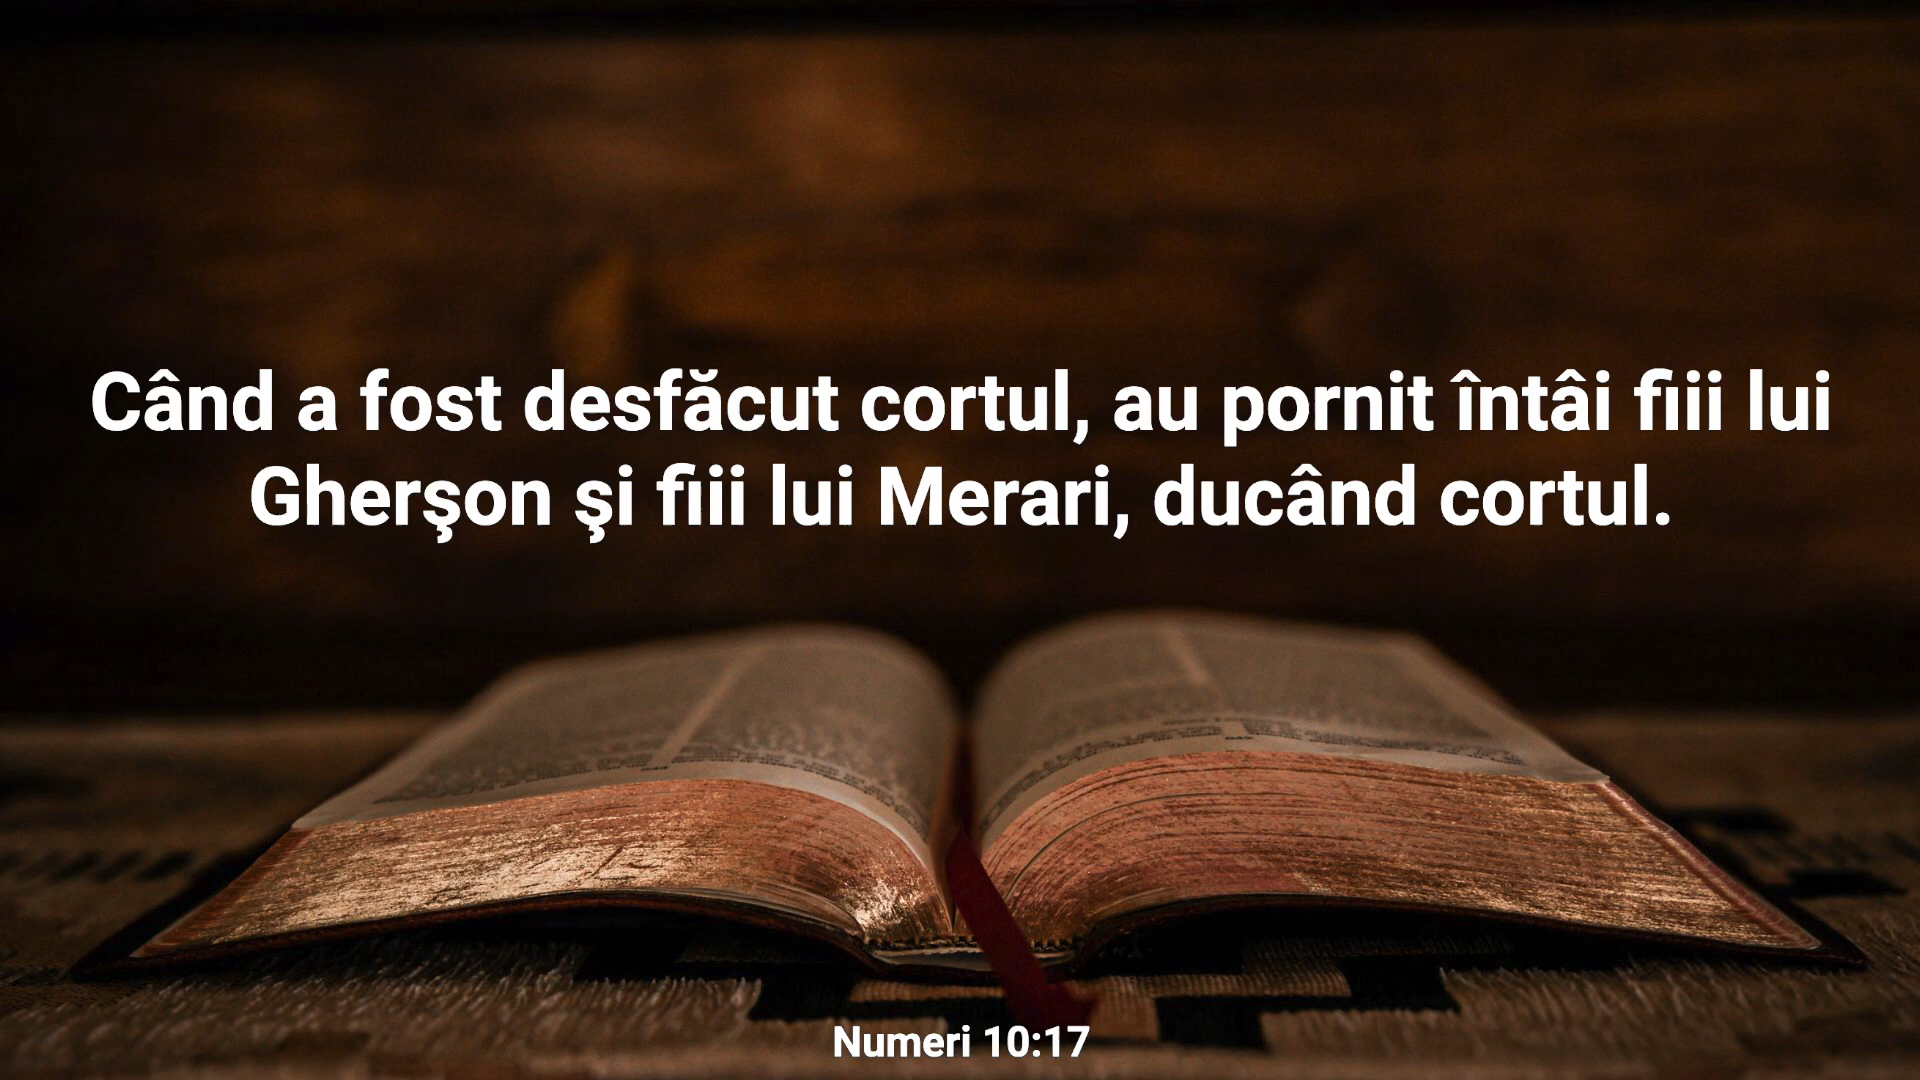 Când a fost desfăcut cortul, au pornit întâi fiii lui
Gherşon şi fiii lui Merari, ducând cortul.
Numeri 10:17